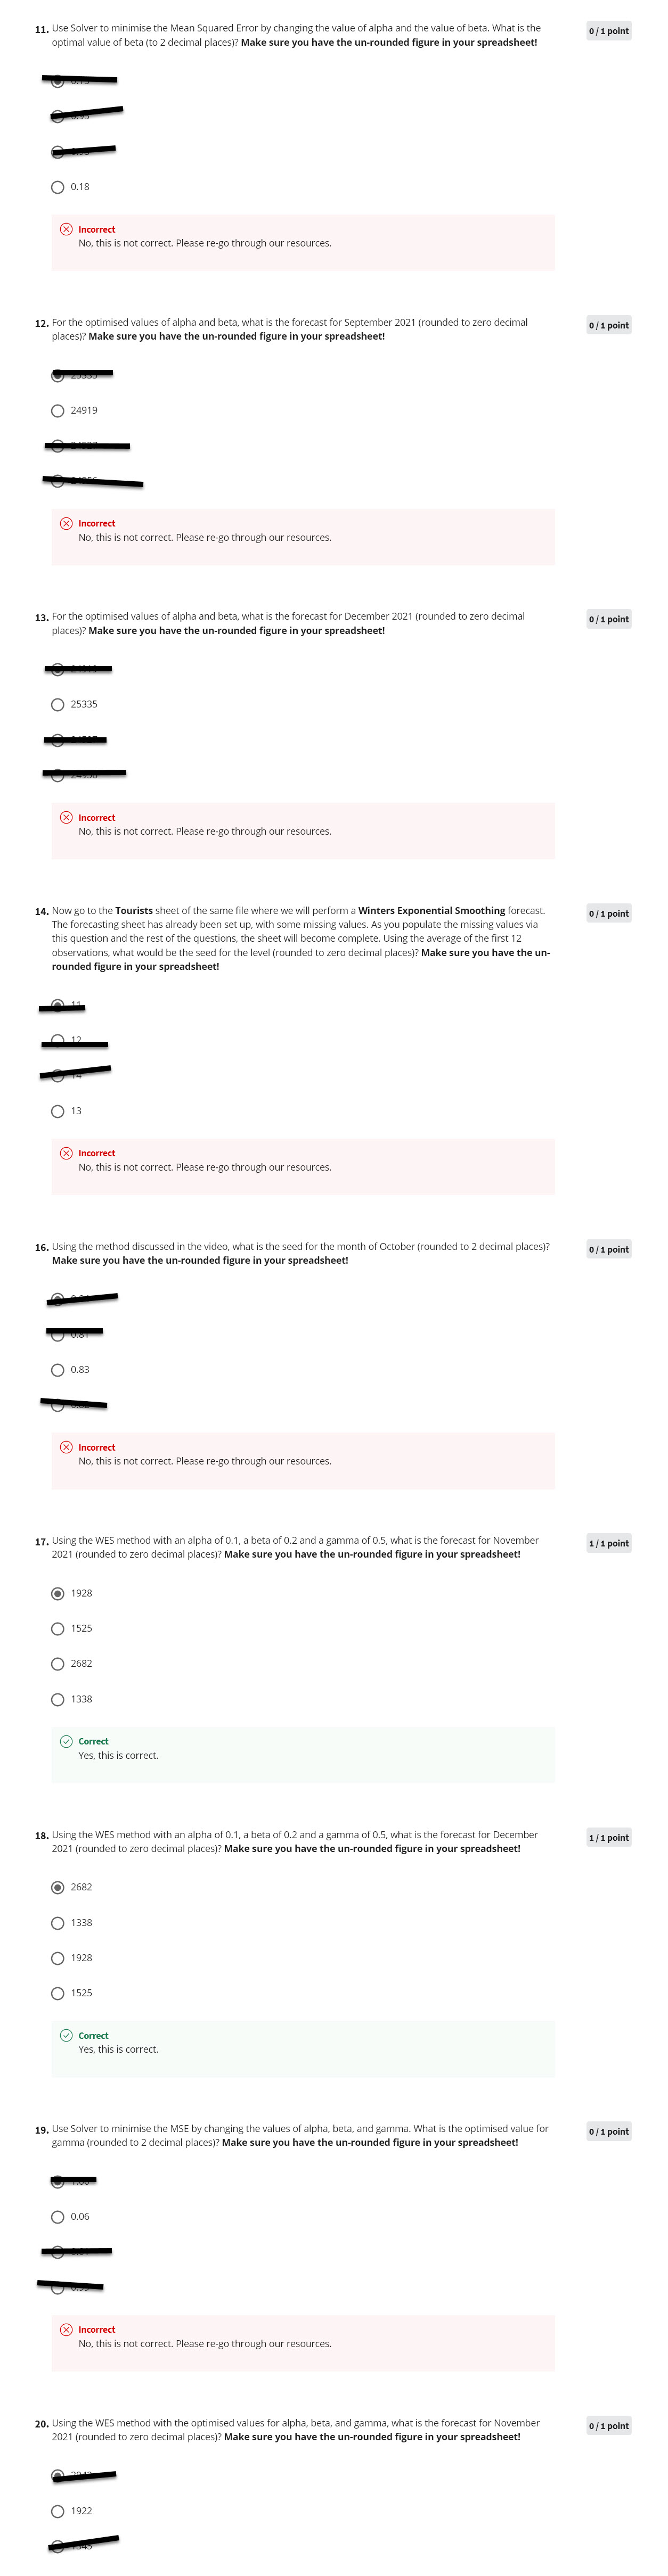 11. Use Solver to minimise the Mean Squared Error by changing the value of alpha and the value of beta. What is the
0 / 1 point
optimal value of beta (to 2 decimal places)? Make sure you have the un-rounded figure in your spreadsheet!
0.18
Incorrect
No, this is not correct. Please re-go through our resources.
12. For the optimised values of alpha and beta, what is the forecast for September 2021 (rounded to zero decimal
0 / 1 point
places)? Make sure you have the un-rounded figure in your spreadsheet!
24919
Incorrect
No, this is not correct. Please re-go through our resources.
13. For the optimised values of alpha and beta, what is the forecast for December 2021 (rounded to zero decimal
0 / 1 point
places)? Make sure you have the un-rounded figure in your spreadsheet!
25335
Incorrect
No, this is not correct. Please re-go through our resources.
14. Now go to the Tourists sheet of the same file where we will perform a Winters Exponential Smoothing forecast.
0 / 1 point
The forecasting sheet has already been set up, with some missing values. As you populate the missing values via
this question and the rest of the questions, the sheet will become complete. Using the average of the first 12
observations, what would be the seed for the level (rounded to zero decimal places)? Make sure you have the un-
rounded figure in your spreadsheet!
11
12
14
13
Incorrect
No, this is not correct. Please re-go through our resources.
16. Using the method discussed in the video, what is the seed for the month of October (rounded to 2 decimal places)?
0 / 1 point
Make sure you have the un-rounded figure in your spreadsheet!
0.81
0.83
Incorrect
No, this is not correct. Please re-go through our resources.
17. Using the WES method with an alpha of 0.1, a beta of 0.2 and a gamma of 0.5, what is the forecast for November
1 / 1 point
2021 (rounded to zero decimal places)? Make sure you have the un-rounded figure in your spreadsheet!
1928
1525
2682
1338
Correct
Yes, this is correct.
18. Using the WES method with an alpha of 0.1, a beta of 0.2 and a gamma of 0.5, what is the forecast for December
1 / 1 point
2021 (rounded to zero decimal places)? Make sure you have the un-rounded figure in your spreadsheet!
2682
1338
1928
1525
Correct
Yes, this is correct.
19. Use Solver to minimise the MSE by changing the values of alpha, beta, and gamma. What is the optimised value for
0 / 1 point
gamma (rounded to 2 decimal places)? Make sure you have the un-rounded figure in your spreadsheet!
0.06
Incorrect
No, this is not correct. Please re-go through our resources.
20. Using the WES method with the optimised values for alpha, beta, and gamma, what is the forecast for November
0 / 1 point
2021 (rounded to zero decimal places)? Make sure you have the un-rounded figure in your spreadsheet!
1922